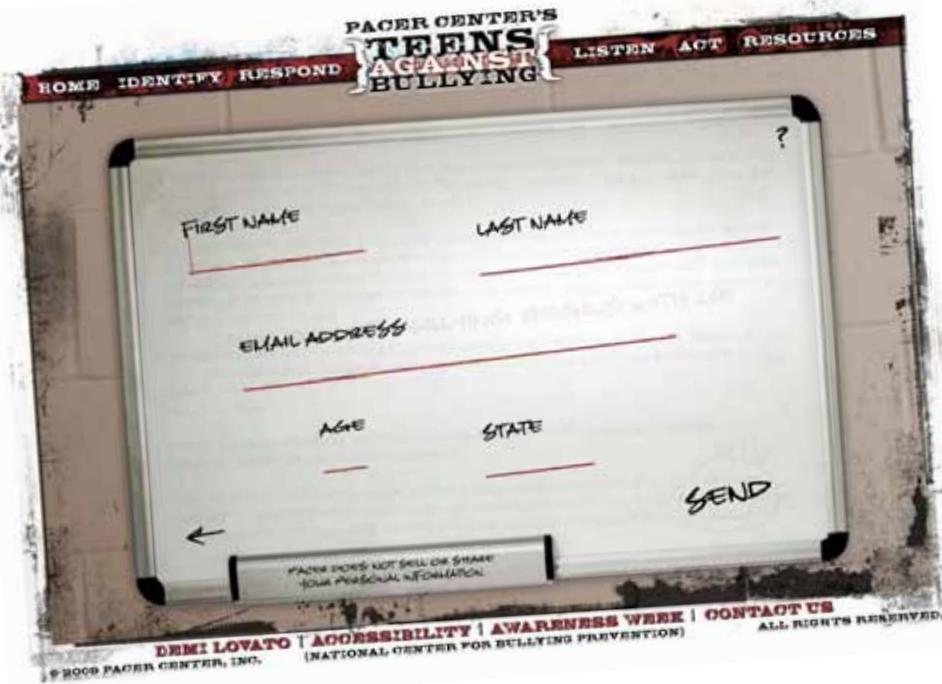 PACER CENTER'S
TEENS
AGAINST
BULLYING
HOME IDENTIFY RESPOND
LISTEN ACT RESOURCES
?
FIRST NAME
LAST NAME
EMAIL ADDRESS
AGE
STATE
SEND
←
PACER DOES NOT SELL OR SHARE
YOUR PERSONAL INFORMATION
DEMI LOVATO | ACCESSIBILITY | AWARENESS WEEK | CONTACT US
© 2009 PACER CENTER, INC. (NATIONAL CENTER FOR BULLYING PREVENTION) ALL RIGHTS RESERVED